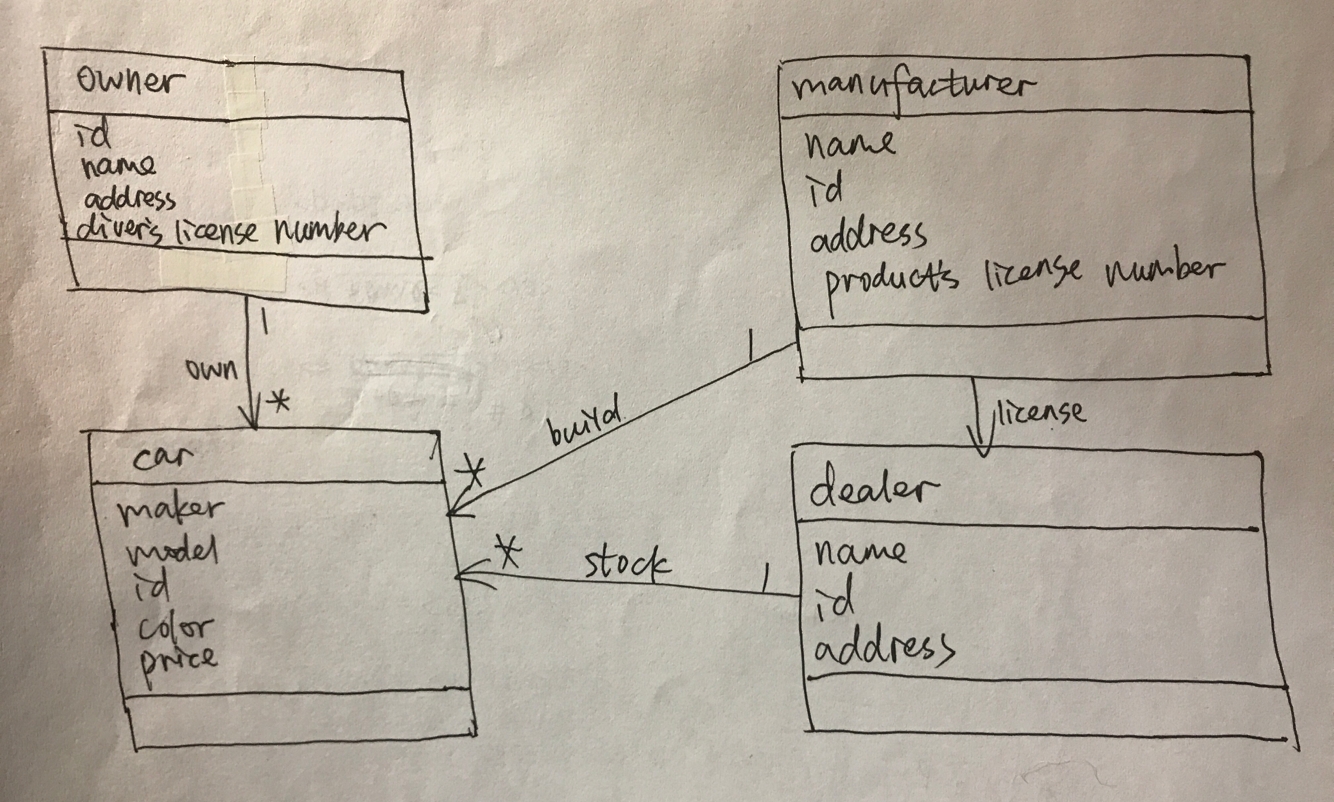 owner
id
name
address
diver's license number
1
own
*
car
maker
model
id
color
price
manufacturer
name
id
address
product's license number
1
build
*
license
dealer
name
id
address
1
stock
*